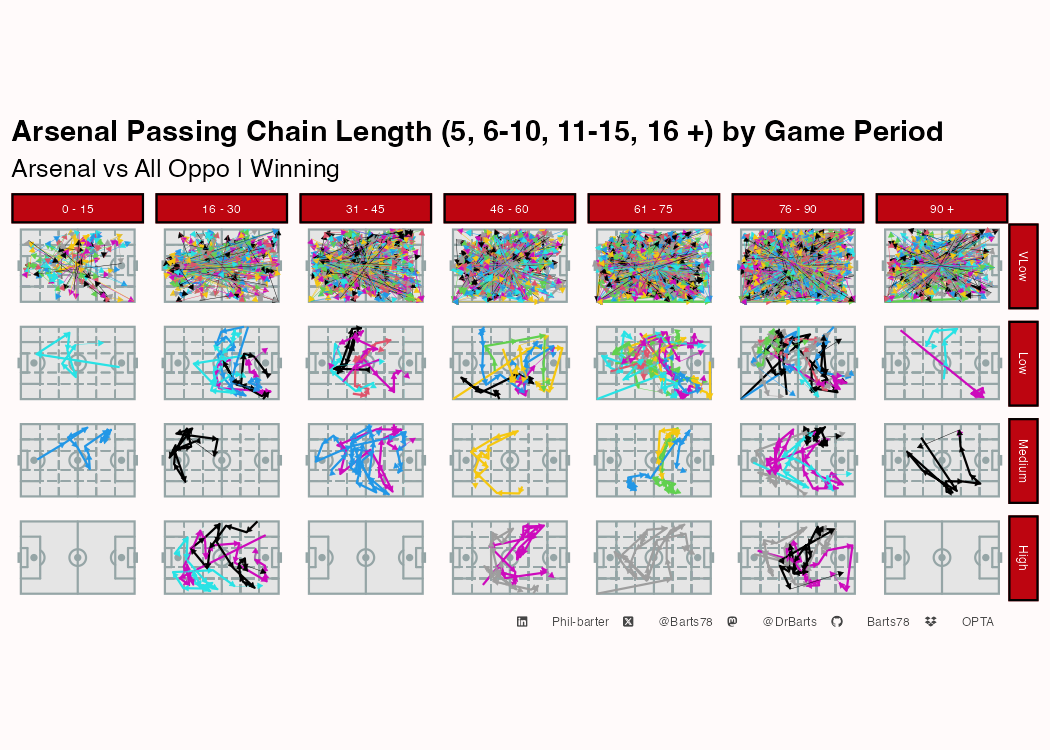 Arsenal Passing Chain Length (5, 6-10, 11-15, 16 +) by Game Period
Arsenal vs All Oppo | Winning
0 - 15
16 - 30
31 - 45
46 - 60
61 - 75
76 - 90
90 +
VLow
Low
Medium
High
Phil-barter @Barts78 @DrBarts Barts78 OPTA